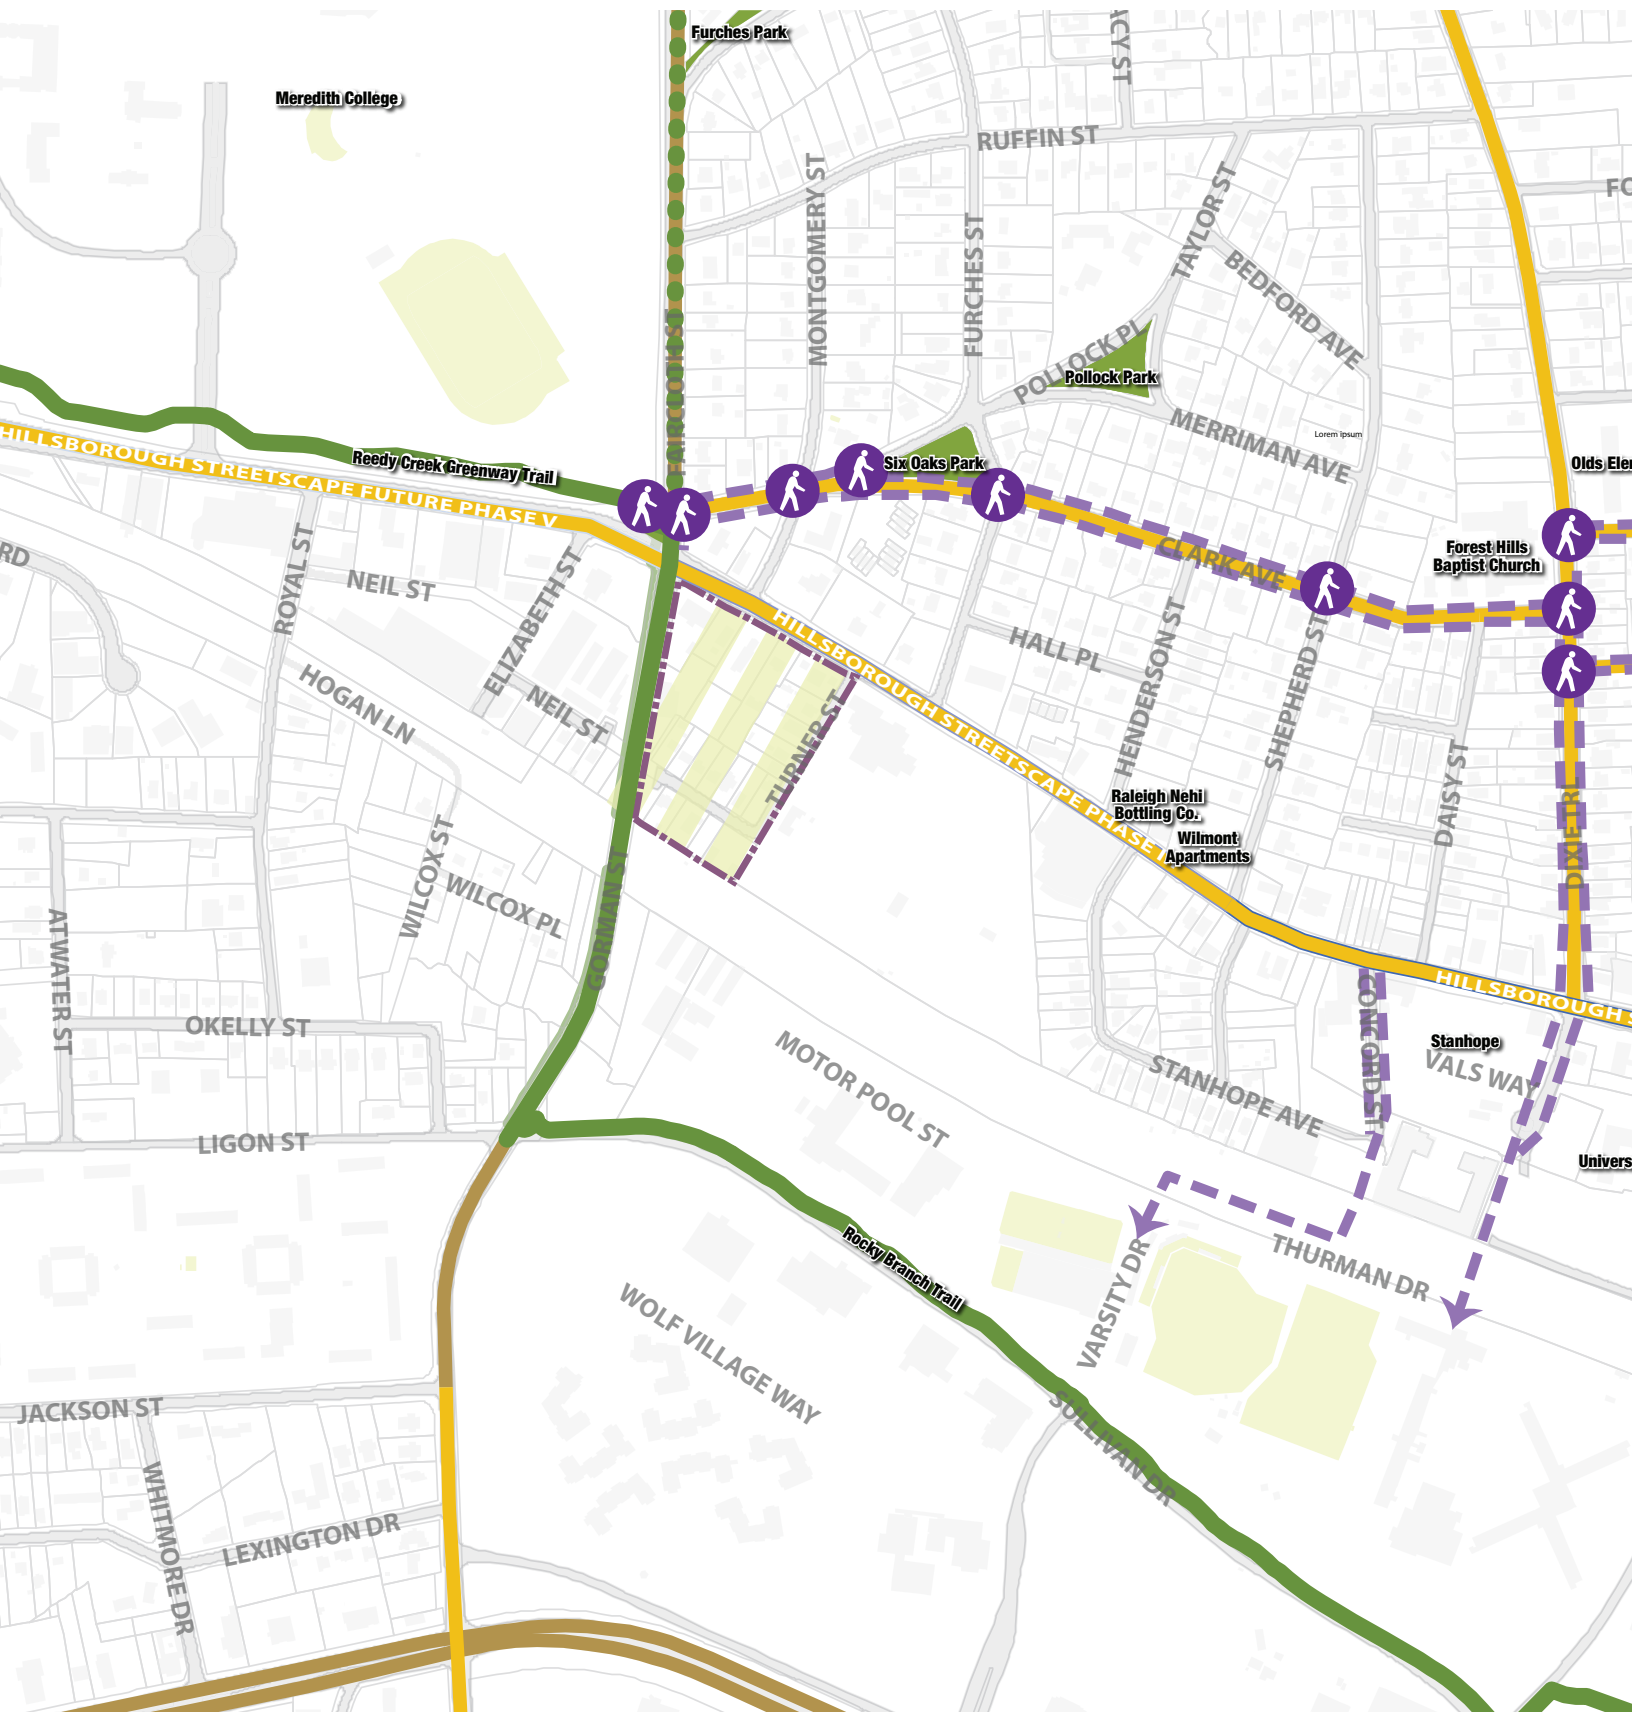 Furches Park
ACY ST
Meredith College
RUFFIN ST
MONTGOMERY ST
TAYLOR ST
FO
FURCHES ST
BEDFORD AVE
FAIRCLOTH ST
POLLOCK PL
Pollock Park
MERRIMAN AVE
Lorem ipsum
HILLSBOROUGH STREETSCAPE FUTURE PHASE V
Reedy Creek Greenway Trail
Six Oaks Park
Olds Elem
CLARK AVE
Forest Hills
Baptist Church
RD
ROYAL ST
NEIL ST
ELIZABETH ST
HALL PL
HENDERSON ST
SHEPHERD ST
HOGAN LN
NEIL ST
TURNER ST
HILLSBOROUGH STREETSCAPE PHASE
DAISY ST
DIXIE TRL
Raleigh Nehi
Bottling Co.
Wilmont
Apartments
WILCOX ST
WILCOX PL
GORMAN ST
ATWATER ST
CONCORD ST
HILLSBOROUGH S
OKELLY ST
MOTOR POOL ST
Stanhope
VALS WAY
STANHOPE AVE
LIGON ST
Univers
Rocky Branch Trail
VARSITY DR
THURMAN DR
WOLF VILLAGE WAY
JACKSON ST
SULLIVAN DR
WHITMORE DR
LEXINGTON DR